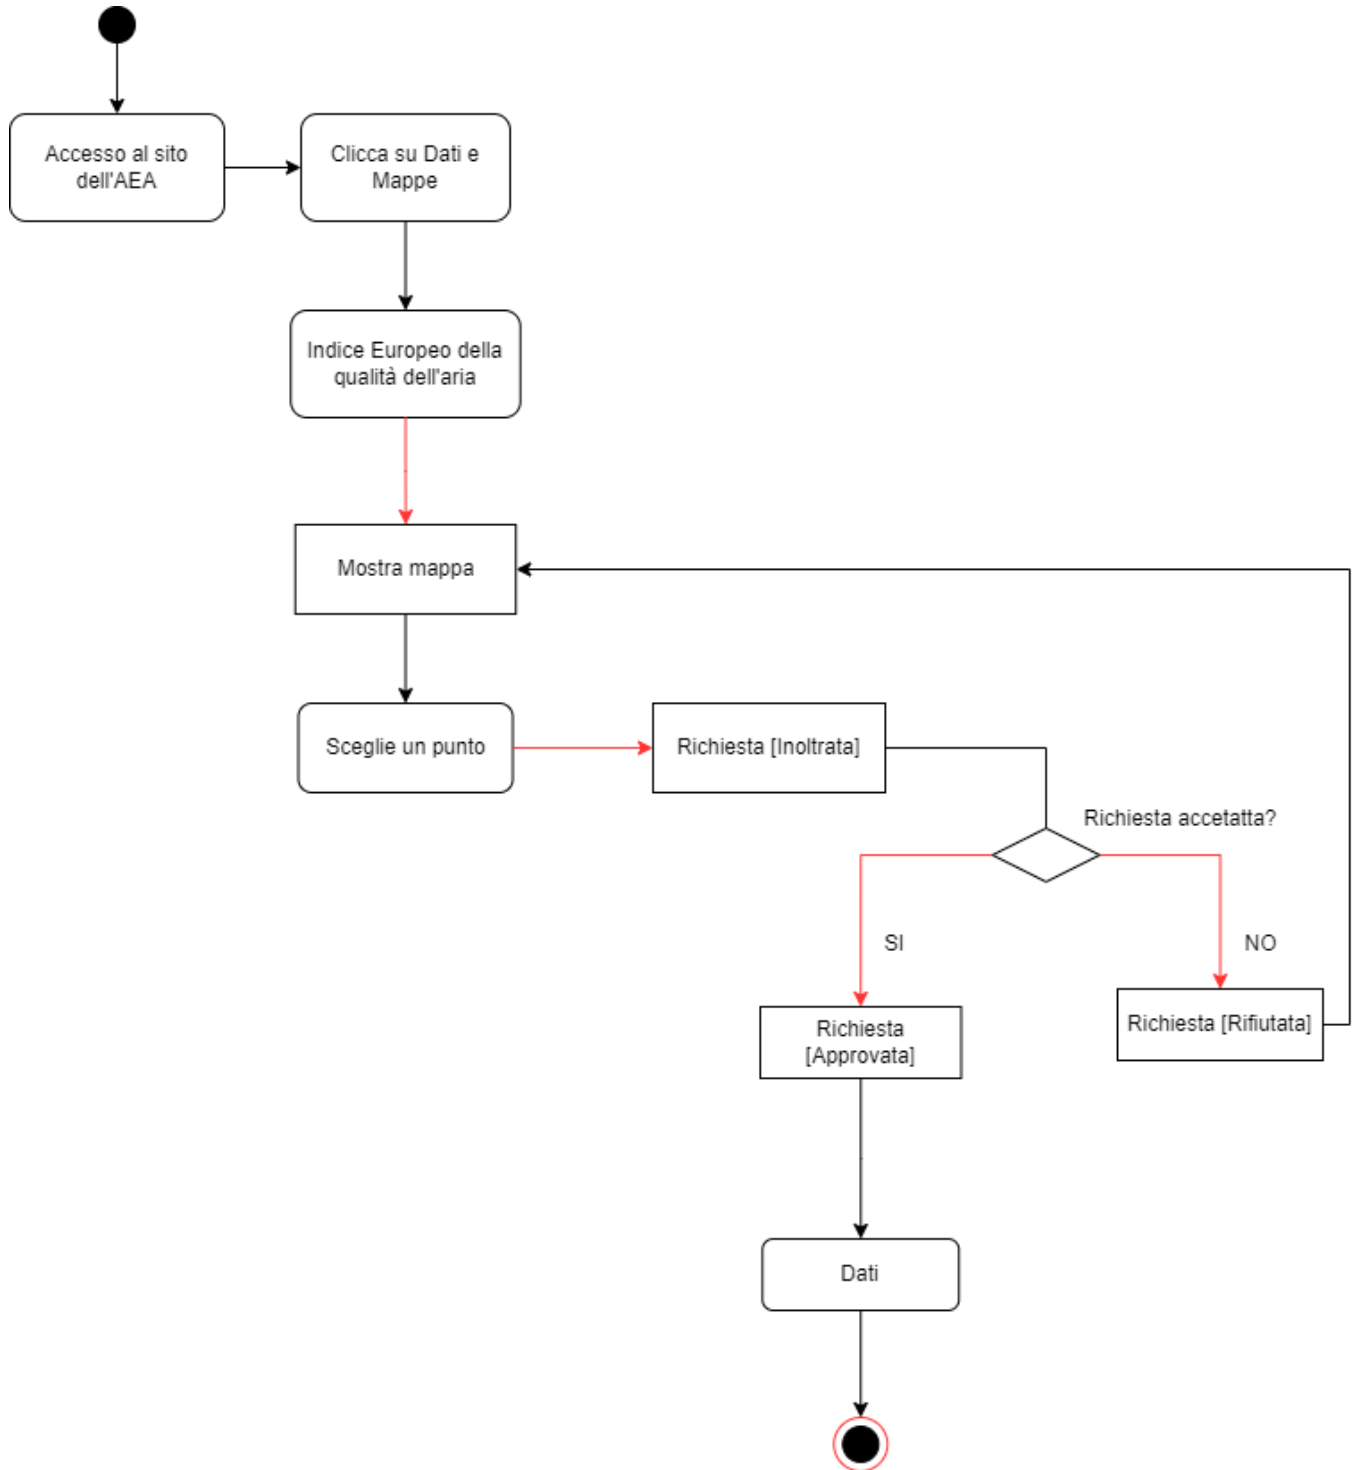 Accesso al sito
dell'AEA
Clicca su Dati e
Mappe
Indice Europeo della
qualità dell'aria
Mostra mappa
Sceglie un punto
Richiesta [Inoltrata]
Richiesta accetatta?
SI
NO
Richiesta
[Approvata]
Richiesta [Rifiutata]
Dati